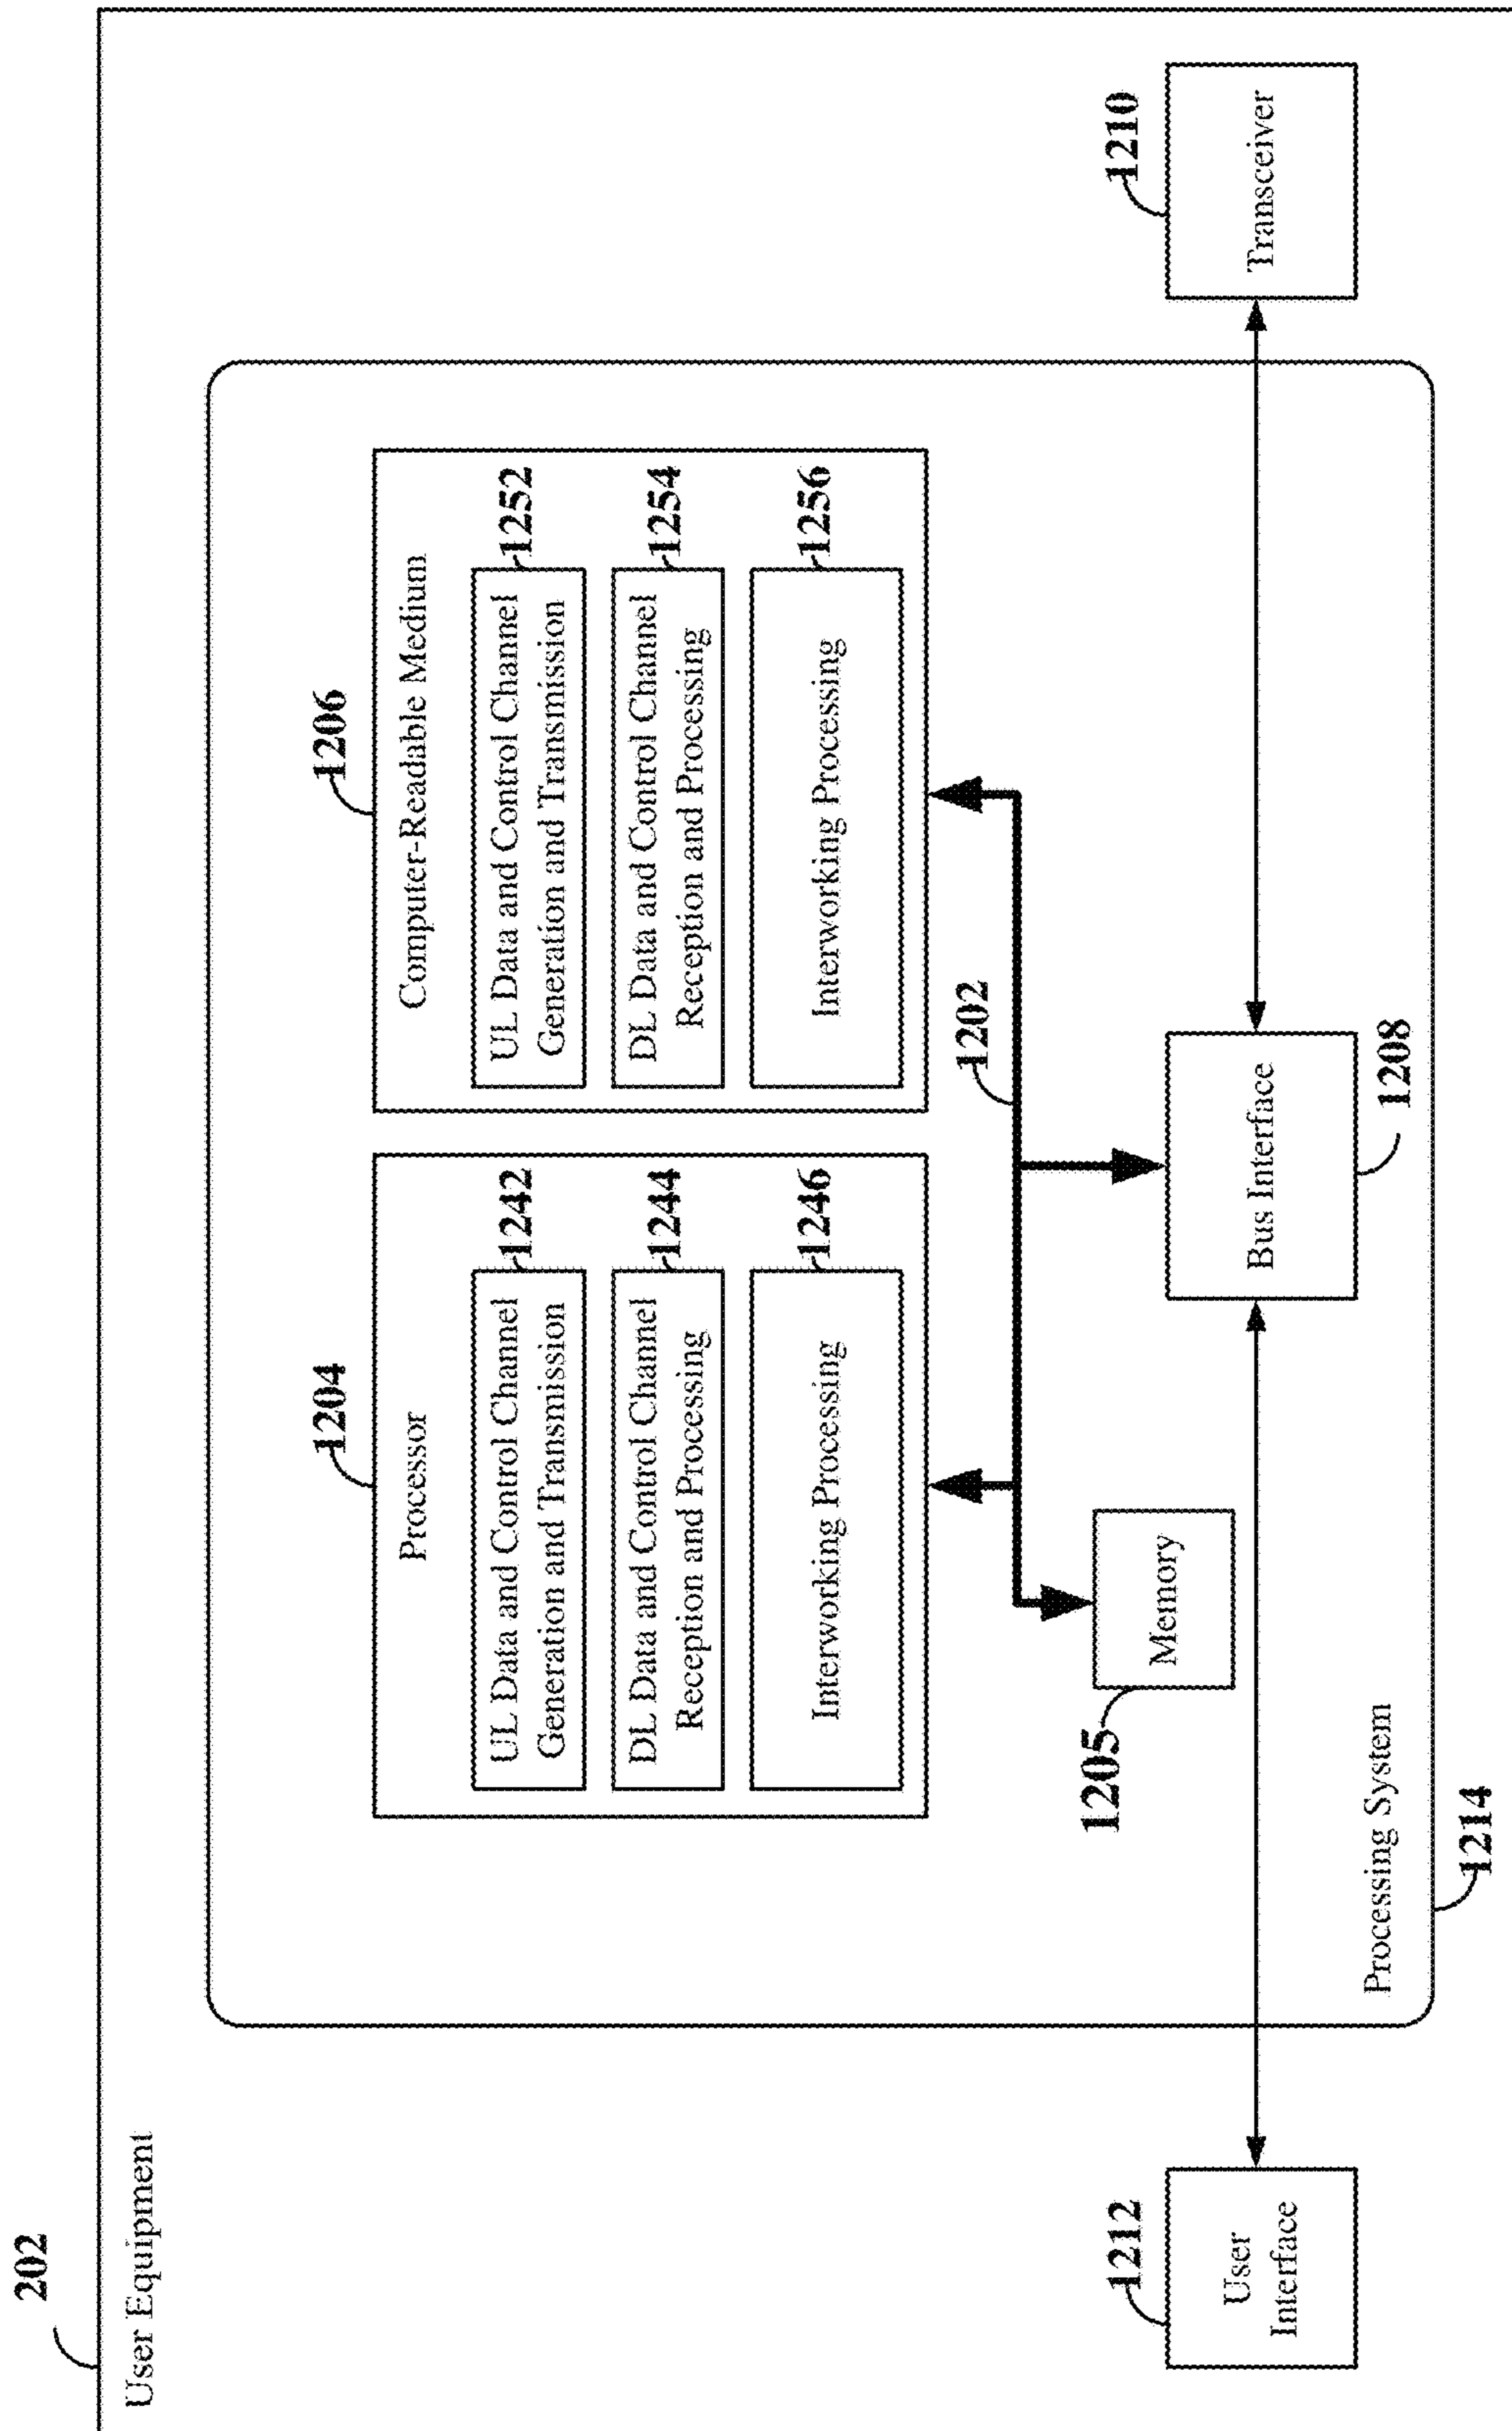 202
User Equipment
1204
1206
Processor
Computer-Readable Medium
UL Data and Control Channel
Generation and Transmission
1242
UL Data and Control Channel
Generation and Transmission
1252
DL Data and Control Channel
Reception and Processing
1244
DL Data and Control Channel
Reception and Processing
1254
Interworking Processing
1246
Interworking Processing
1256
1202
1205
Memory
1212
User
Interface
Bus Interface
1208
1210
Transceiver
Processing System
1214